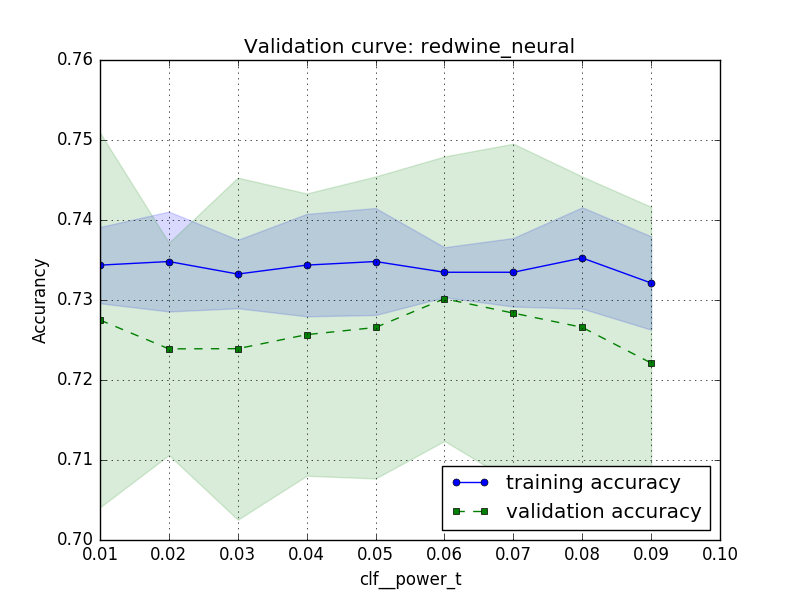 Validation curve: redwine_neural
0.76
0.75
0.74
0.73
0.72
0.71
0.70
Accurancy
training accuracy
validation accuracy
0.01 0.02 0.03 0.04 0.05 0.06 0.07 0.08 0.09 0.10
clf__power_t